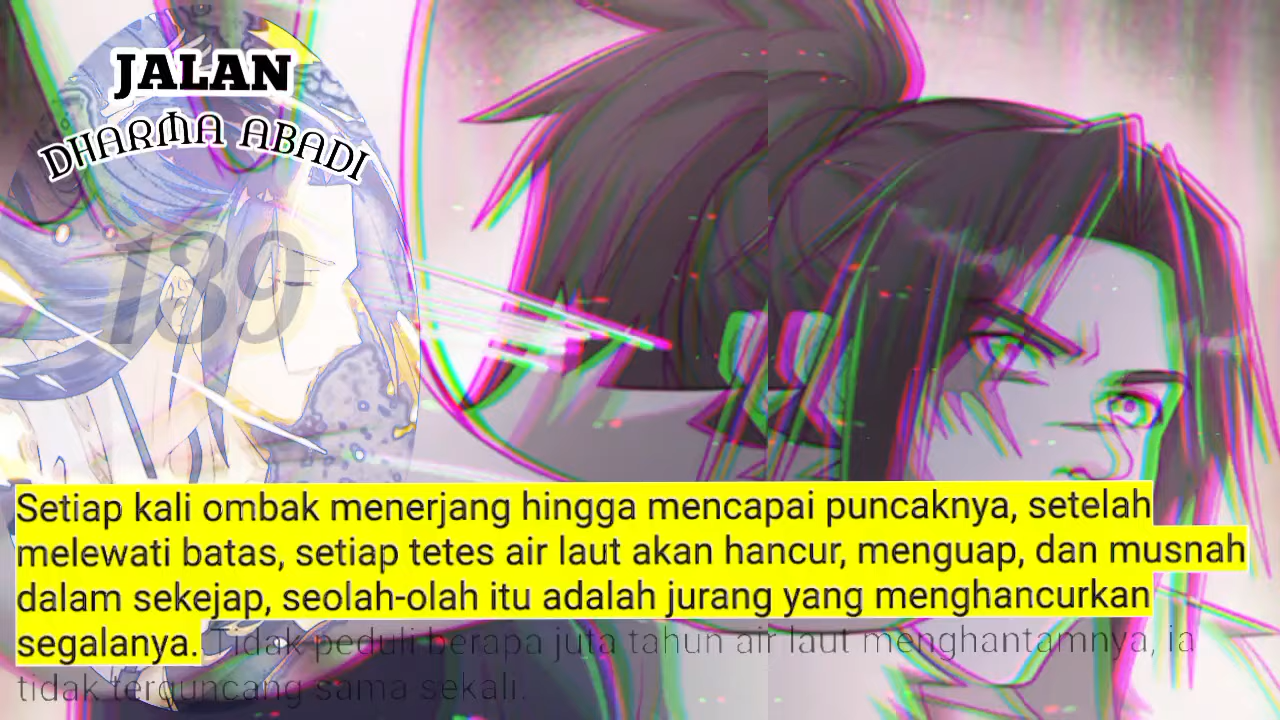 JALAN
DHARMA ABADI
189
Setiap kali ombak menerjang hingga mencapai puncaknya, setelah
melewati batas, setiap tetes air laut akan hancur, menguap, dan musnah
dalam sekejap, seolah-olah itu adalah jurang yang menghancurkan
segalanya. Tidak peduli berapa juta tahun air laut menghantamnya, ia
tidak terguncang sama sekali.